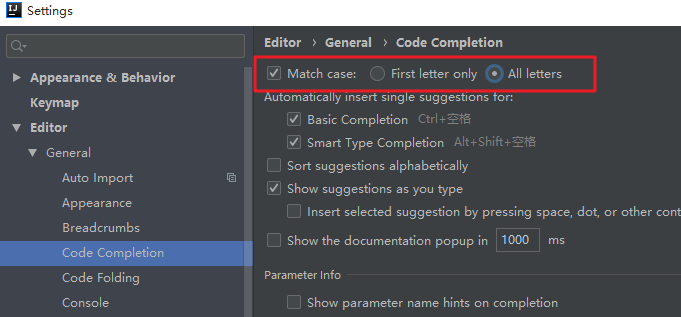 IJ Settings
Editor › General › Code Completion
Match case: First letter only All letters
Appearance & Behavior
Automatically insert single suggestions for:
Keymap
Basic Completion Ctrl+空格
Editor
Smart Type Completion Alt+Shift+空格
General
Sort suggestions alphabetically
Auto Import
Show suggestions as you type
Appearance
Insert selected suggestion by pressing space, dot, or other cont
Breadcrumbs
Show the documentation popup in 1000 ms
Code Completion
Parameter Info
Code Folding
Console
Show parameter name hints on completion